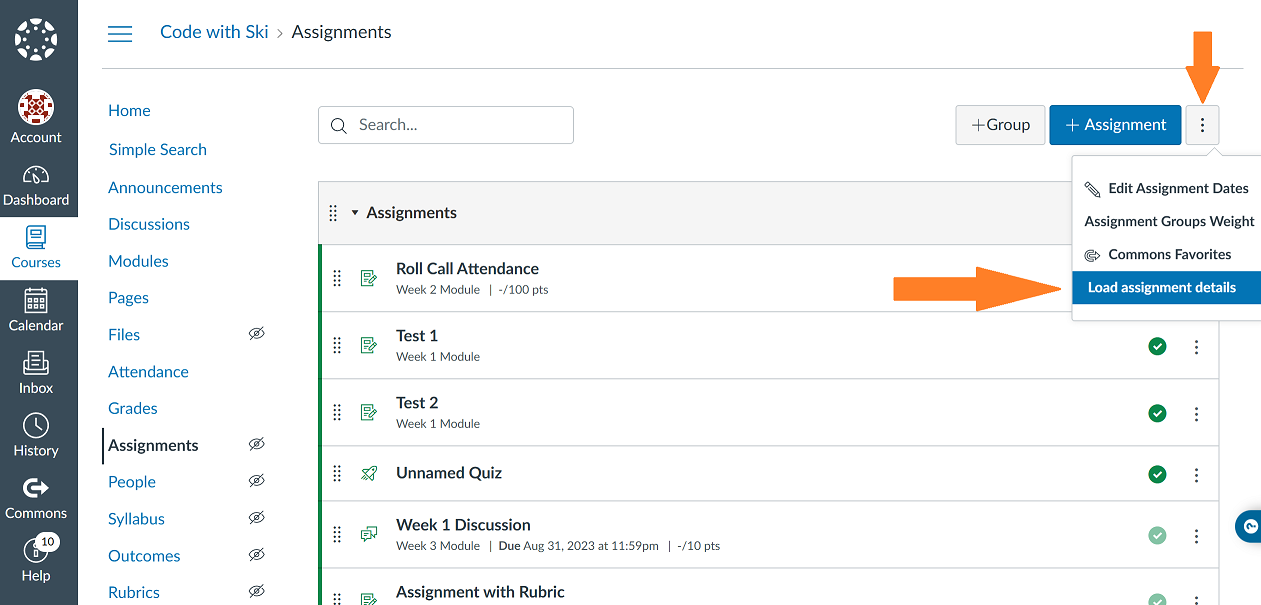 Code with Ski > Assignments
Account
Dashboard
Courses
Calendar
Inbox
History
Commons
10
Help
Home
Simple Search
Announcements
Discussions
Modules
Pages
Files
Attendance
Grades
Assignments
People
Syllabus
Outcomes
Rubrics
Search...
+Group
+ Assignment
Edit Assignment Dates
Assignment Groups Weight
Commons Favorites
Load assignment details
Assignments
Roll Call Attendance
Week 2 Module | -/100 pts
Test 1
Week 1 Module
Test 2
Week 1 Module
Unnamed Quiz
Week 1 Discussion
Week 3 Module | Due Aug 31, 2023 at 11:59pm | -/10 pts
Assignment with Rubric